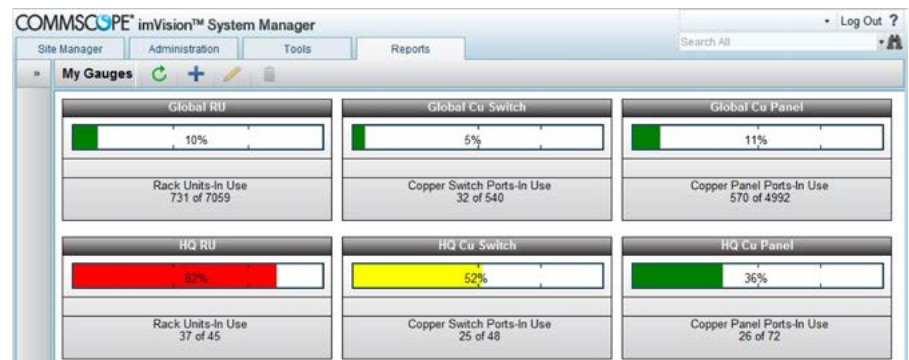 COMMSCOPE® imVision™ System Manager
Log Out ?
Site Manager Administration Tools Reports
Search All
» My Gauges
Global RU Global Cu Switch Global Cu Panel
10% 5% 11%
Rack Units-In Use Copper Switch Ports-In Use Copper Panel Ports-In Use
731 of 7059 32 of 540 570 of 4992
HQ RU HQ Cu Switch HQ Cu Panel
82% 52% 36%
Rack Units-In Use Copper Switch Ports-In Use Copper Panel Ports-In Use
37 of 45 25 of 48 26 of 72